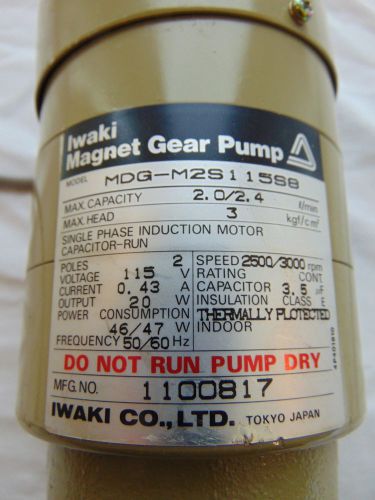 Iwaki
Magnet Gear Pump
MODEL MDG-M2S115S8
MAX. CAPACITY 2.0/2.4 ℓ/min
MAX. HEAD 3 kgf/cm²
SINGLE PHASE INDUCTION MOTOR
CAPACITOR-RUN
POLES 2 SPEED 2500/3000 rpm
VOLTAGE 115 V RATING CONT.
CURRENT 0.43 A CAPACITOR 3.5 μF
OUTPUT 20 W INSULATION CLASS E
POWER CONSUMPTION THERMALLY PLOTECTED
46/47 W INDOOR
FREQUENCY 50/60 Hz
4P401810
DO NOT RUN PUMP DRY
MFG. NO. 1100817
IWAKI CO., LTD. TOKYO JAPAN